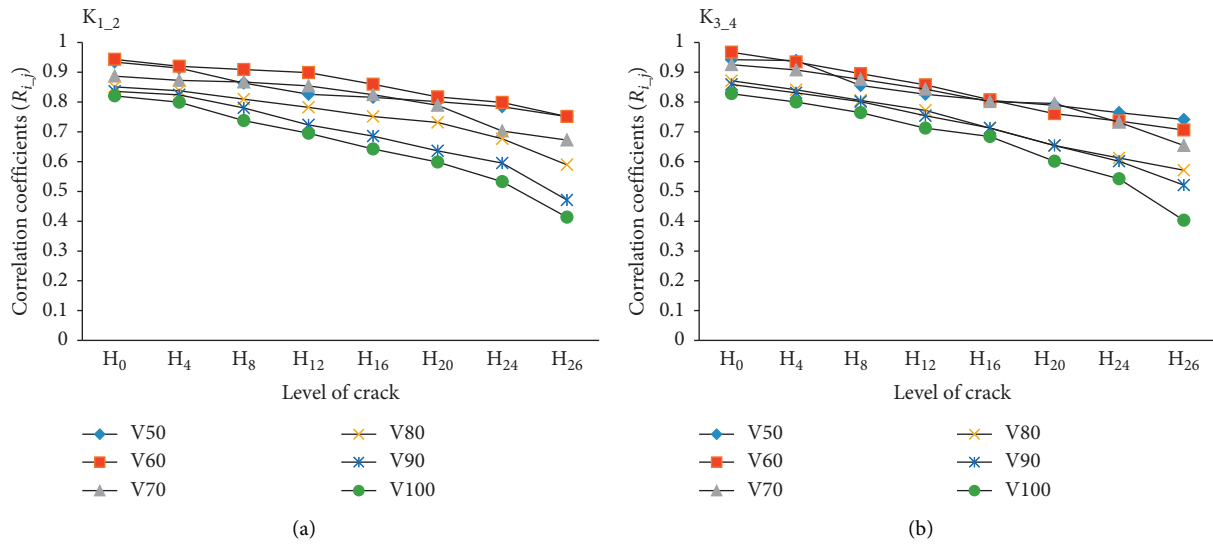 K1_2
Correlation coefficients (Ri_j)
1
0.9
0.8
0.7
0.6
0.5
0.4
0.3
0.2
0.1
0
H0 H4 H8 H12 H16 H20 H24 H26
Level of crack
V50 V80
V60 V90
V70 V100
(a)
K3_4
Correlation coefficients (Ri_j)
1
0.9
0.8
0.7
0.6
0.5
0.4
0.3
0.2
0.1
0
H0 H4 H8 H12 H16 H20 H24 H26
Level of crack
V50 V80
V60 V90
V70 V100
(b)